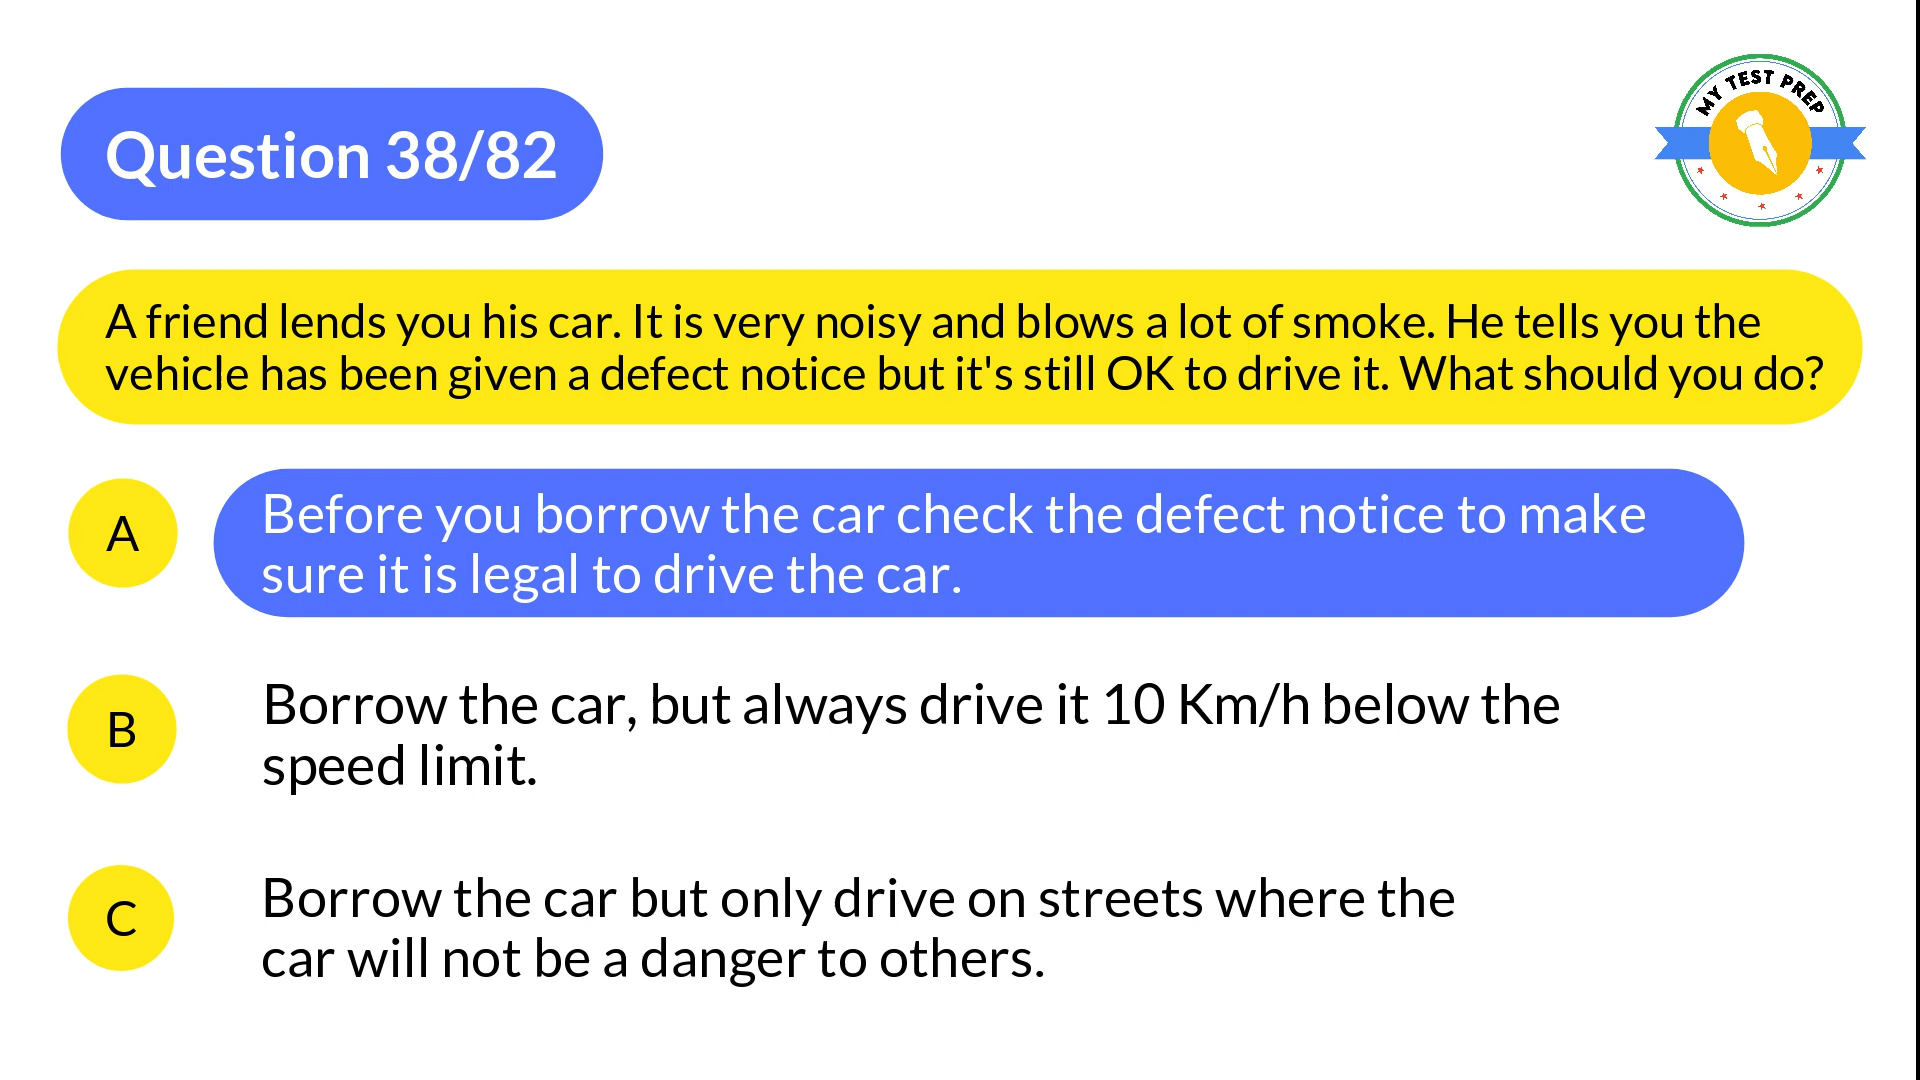 MY TEST PREP
Question 38/82
A friend lends you his car. It is very noisy and blows a lot of smoke. He tells you the
vehicle has been given a defect notice but it's still OK to drive it. What should you do?
A
Before you borrow the car check the defect notice to make
sure it is legal to drive the car.
B
Borrow the car, but always drive it 10 Km/h below the
speed limit.
C
Borrow the car but only drive on streets where the
car will not be a danger to others.